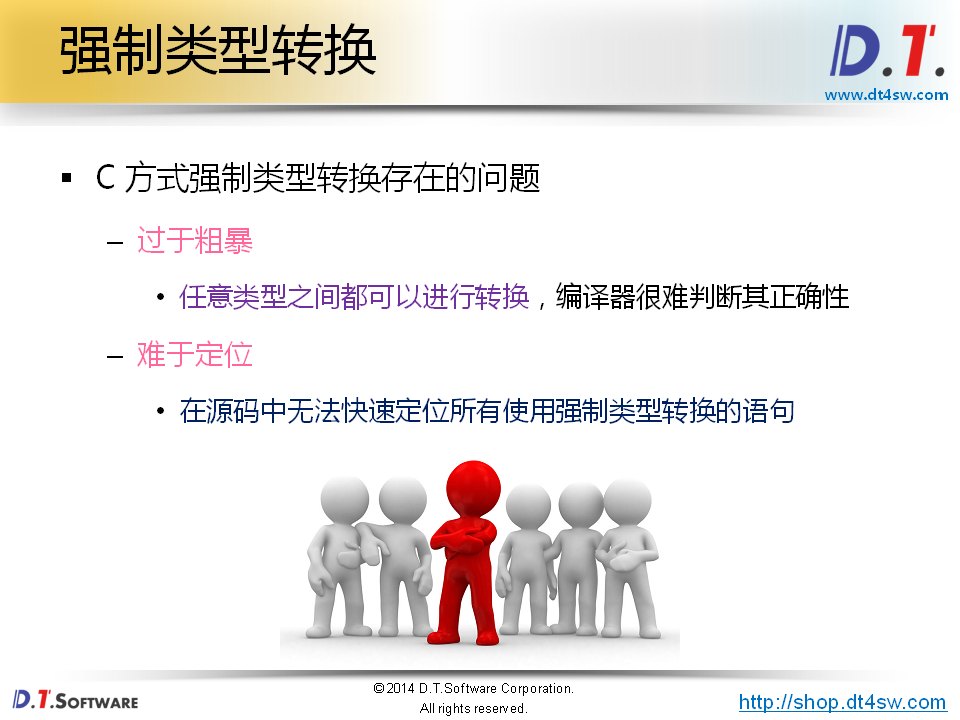 强制类型转换
D.T.
www.dt4sw.com
▪ C 方式强制类型转换存在的问题
– 过于粗暴
• 任意类型之间都可以进行转换，编译器很难判断其正确性
– 难于定位
• 在源码中无法快速定位所有使用强制类型转换的语句
D.T.SOFTWARE
©2014 D.T.Software Corporation.
All rights reserved.
http://shop.dt4sw.com